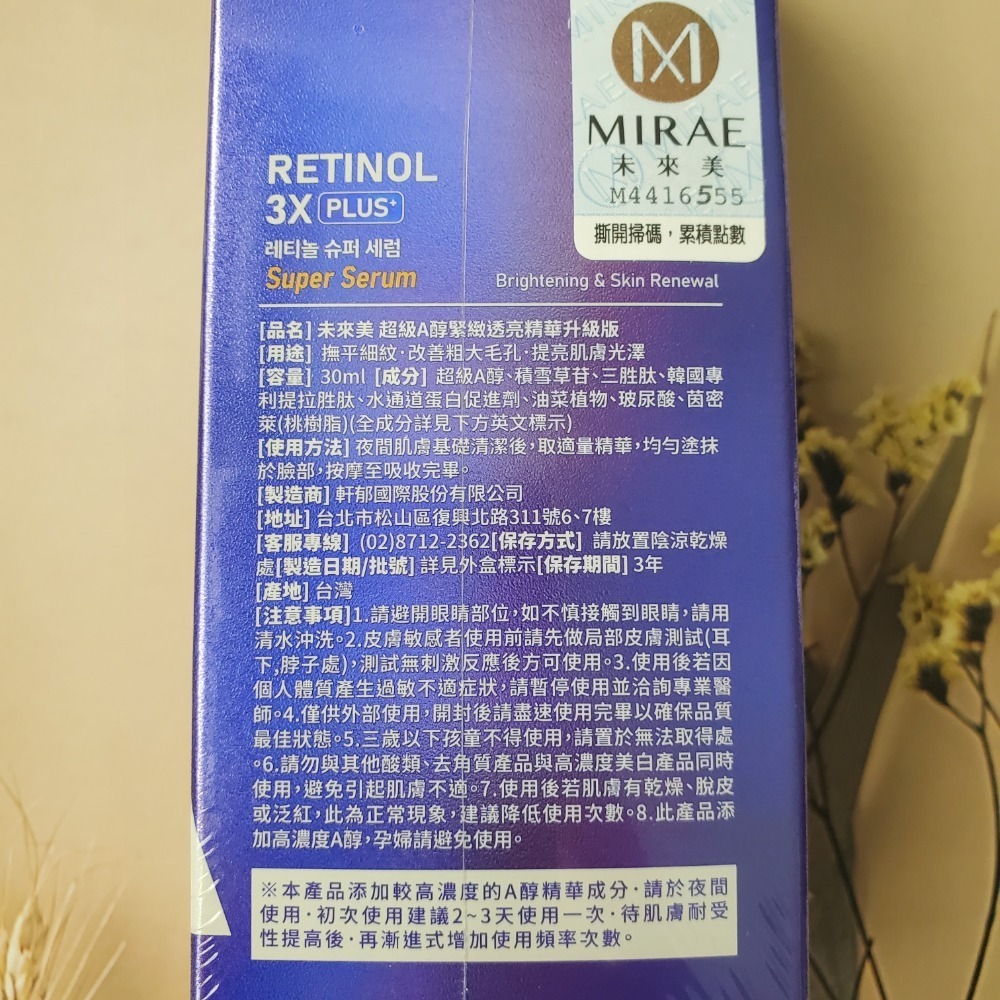 MIRAE
未來美
M4416555
撕開掃碼，累積點數
RETINOL
3X PLUS+
레티놀 슈퍼 세럼
Super Serum
Brightening & Skin Renewal
[品名] 未來美 超級A醇緊緻透亮精華升級版
[用途] 撫平細紋·改善粗大毛孔·提亮肌膚光澤
[容量] 30ml [成分] 超級A醇、積雪草苷、三胜肽、韓國專
利提拉胜肽、水通道蛋白促進劑、油菜植物、玻尿酸、茵密
萊(桃樹脂)(全成分詳見下方英文標示)
[使用方法] 夜間肌膚基礎清潔後，取適量精華，均勻塗抹
於臉部，按摩至吸收完畢。
[製造商] 軒郁國際股份有限公司
[地址] 台北市松山區復興北路311號6、7樓
[客服專線] (02)8712-2362[保存方式] 請放置陰涼乾燥
處[製造日期/批號] 詳見外盒標示[保存期間] 3年
[產地] 台灣
[注意事項]1.請避開眼睛部位，如不慎接觸到眼睛，請用
清水沖洗。2.皮膚敏感者使用前請先做局部皮膚測試(耳
下,脖子處)，測試無刺激反應後方可使用。3.使用後若因
個人體質產生過敏不適症狀，請暫停使用並洽詢專業醫
師。4.僅供外部使用，開封後請盡速使用完畢以確保品質
最佳狀態。5.三歲以下孩童不得使用，請置於無法取得處
。6.請勿與其他酸類、去角質產品與高濃度美白產品同時
使用，避免引起肌膚不適。7.使用後若肌膚有乾燥、脫皮
或泛紅，此為正常現象，建議降低使用次數。8.此產品添
加高濃度A醇，孕婦請避免使用。
※本產品添加較高濃度的A醇精華成分·請於夜間
使用·初次使用建議2~3天使用一次·待肌膚耐受
性提高後·再漸進式增加使用頻率次數。